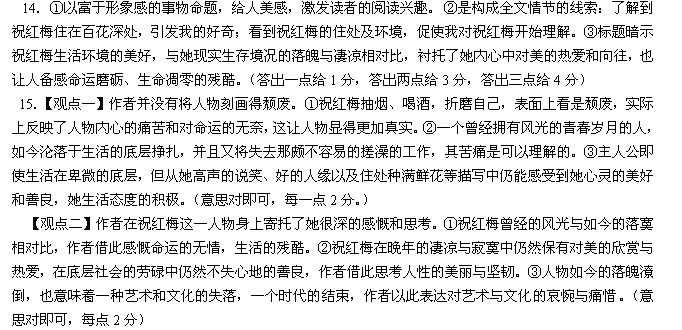 14. ①以富于形象感的事物命题，给人美感，激发读者的阅读兴趣。②是构成全文情节的线索：了解到
祝红梅住在百花深处，引发我的好奇；看到祝红梅的住处及环境，促使我对祝红梅开始理解。③标题暗示
祝红梅生活环境的美好，与她现实生存境况的落魄与凄凉相对比，衬托了她内心中对美的热爱和向往，也
让人备感命运磨砺、生命凋零的残酷。（答出一点给1分，答出两点给3分，答出三点给4分）
15.【观点一】作者并没有将人物刻画得颓废。①祝红梅抽烟、喝酒，折磨自己，表面上看是颓废，实际
上反映了人物内心的痛苦和对命运的无奈，这让人物显得更加真实。②一个曾经拥有风光的青春岁月的人，
如今沦落于生活的底层挣扎，并且又将失去那颇不容易的搓澡的工作，其苦痛是可以理解的。③主人公即
使生活在卑微的底层，但从她高声的说笑、好的人缘以及住处种满鲜花等描写中仍能感受到她心灵的美好
和善良，她生活态度的积极。（意思对即可，每一点2分。）
【观点二】作者在祝红梅这一人物身上寄托了她很深的感慨和思考。①祝红梅曾经的风光与如今的落寞
相对比，作者借此感慨命运的无情，生活的残酷。②祝红梅在晚年的凄凉与寂寞中仍然保有对美的欣赏与
热爱，在底层社会的劳碌中仍然不失心地的善良，作者借此思考人性的美丽与坚韧。③人物如今的落魄潦
倒，也意味着一种艺术和文化的失落，一个时代的结束，作者以此表达对艺术与文化的哀惋与痛惜。（意
思对即可，每点2分）